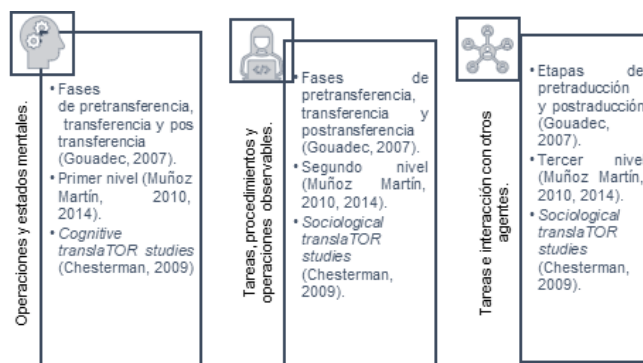 Operaciones y estados mentales.
• Fases
de pretransferencia,
transferencia y pos
transferencia
(Gouadec, 2007).
• Primer nivel (Muñoz
Martín, 2010,
2014).
• Cognitive
translaTOR studies
(Chesterman, 2009)
Tareas, procedimientos y
operaciones observables.
• Fases de
pretransferencia,
transferencia y
postransferencia
(Gouadec, 2007).
• Segundo nivel
(Muñoz Martín,
2010, 2014).
• Sociological
translaTOR
studies
(Chesterman,
2009).
Tareas e interacción con otros
agentes.
• Etapas de
pretraducción
y postraducción
(Gouadec,
2007).
• Tercer nivel
(Muñoz Martín,
2010, 2014).
• Sociological
translaTOR
studies
(Chesterman,
2009).